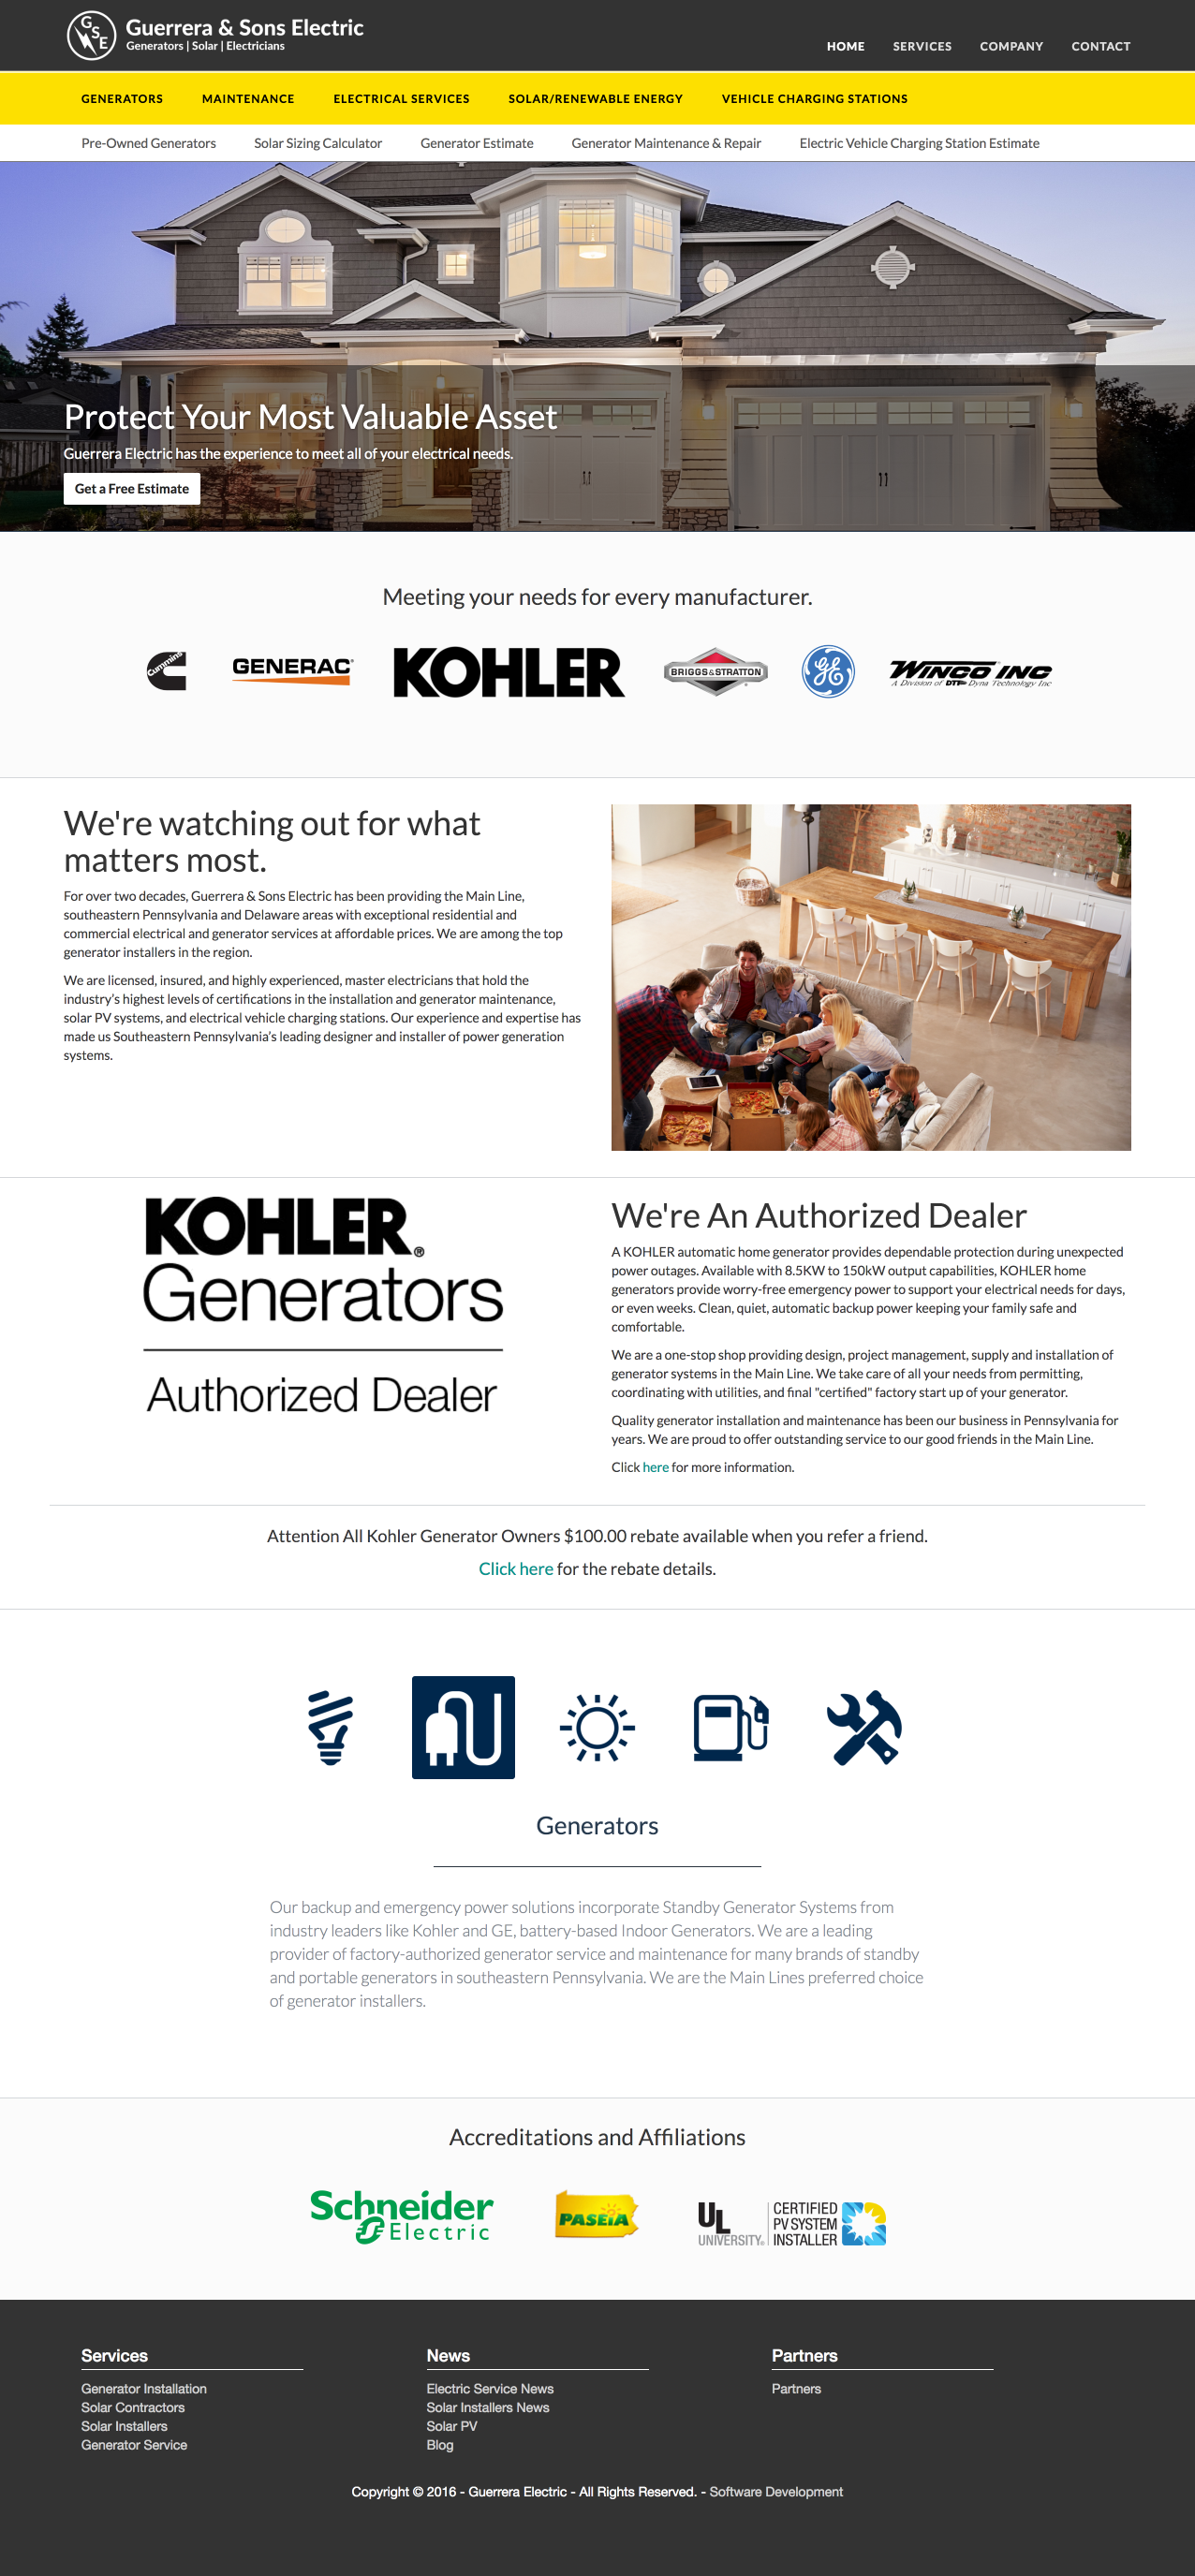 GSE
Guerrera & Sons Electric
Generators | Solar | Electricians
HOME SERVICES COMPANY CONTACT
GENERATORS MAINTENANCE ELECTRICAL SERVICES SOLAR/RENEWABLE ENERGY VEHICLE CHARGING STATIONS
Pre-Owned Generators Solar Sizing Calculator Generator Estimate Generator Maintenance & Repair Electric Vehicle Charging Station Estimate
Protect Your Most Valuable Asset
Guerrera Electric has the experience to meet all of your electrical needs.
Get a Free Estimate
Meeting your needs for every manufacturer.
Cummins GENERAC® KOHLER BRIGGS&STRATTON® GE WINCO INC
A Division of DTI Dyna Technology Inc
We're watching out for what
matters most.
For over two decades, Guerrera & Sons Electric has been providing the Main Line,
southeastern Pennsylvania and Delaware areas with exceptional residential and
commercial electrical and generator services at affordable prices. We are among the top
generator installers in the region.
We are licensed, insured, and highly experienced, master electricians that hold the
industry’s highest levels of certifications in the installation and generator maintenance,
solar PV systems, and electrical vehicle charging stations. Our experience and expertise has
made us Southeastern Pennsylvania’s leading designer and installer of power generation
systems.
KOHLER®
Generators
Authorized Dealer
We're An Authorized Dealer
A KOHLER automatic home generator provides dependable protection during unexpected
power outages. Available with 8.5KW to 150kW output capabilities, KOHLER home
generators provide worry-free emergency power to support your electrical needs for days,
or even weeks. Clean, quiet, automatic backup power keeping your family safe and
comfortable.
We are a one-stop shop providing design, project management, supply and installation of
generator systems in the Main Line. We take care of all your needs from permitting,
coordinating with utilities, and final "certified" factory start up of your generator.
Quality generator installation and maintenance has been our business in Pennsylvania for
years. We are proud to offer outstanding service to our good friends in the Main Line.
Click here for more information.
Attention All Kohler Generator Owners $100.00 rebate available when you refer a friend.
Click here for the rebate details.
Generators
Our backup and emergency power solutions incorporate Standby Generator Systems from
industry leaders like Kohler and GE, battery-based Indoor Generators. We are a leading
provider of factory-authorized generator service and maintenance for many brands of standby
and portable generators in southeastern Pennsylvania. We are the Main Lines preferred choice
of generator installers.
Accreditations and Affiliations
Schneider
Electric
PASEIA
UL
UNIVERSITY®
CERTIFIED
PV SYSTEM
INSTALLER
Services
Generator Installation
Solar Contractors
Solar Installers
Generator Service
News
Electric Service News
Solar Installers News
Solar PV
Blog
Partners
Partners
Copyright © 2016 - Guerrera Electric - All Rights Reserved. - Software Development